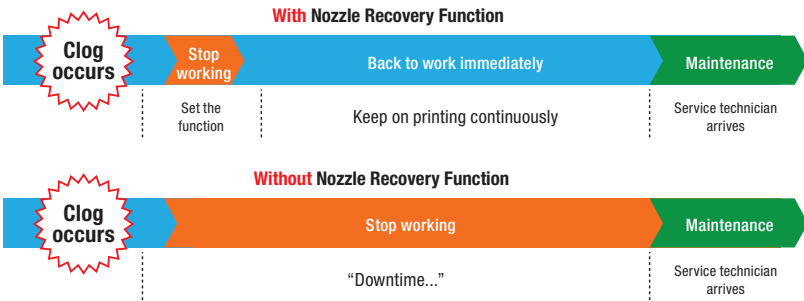 With Nozzle Recovery Function
Clog
occurs
Stop
working
Back to work immediately
Maintenance
Set the
function
Keep on printing continuously
Service technician
arrives
Without Nozzle Recovery Function
Clog
occurs
Stop working
Maintenance
“Downtime...”
Service technician
arrives